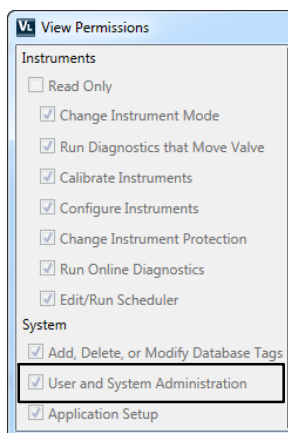 VL View Permissions
Instruments
Read Only
Change Instrument Mode
Run Diagnostics that Move Valve
Calibrate Instruments
Configure Instruments
Change Instrument Protection
Run Online Diagnostics
Edit/Run Scheduler
System
Add, Delete, or Modify Database Tags
User and System Administration
Application Setup